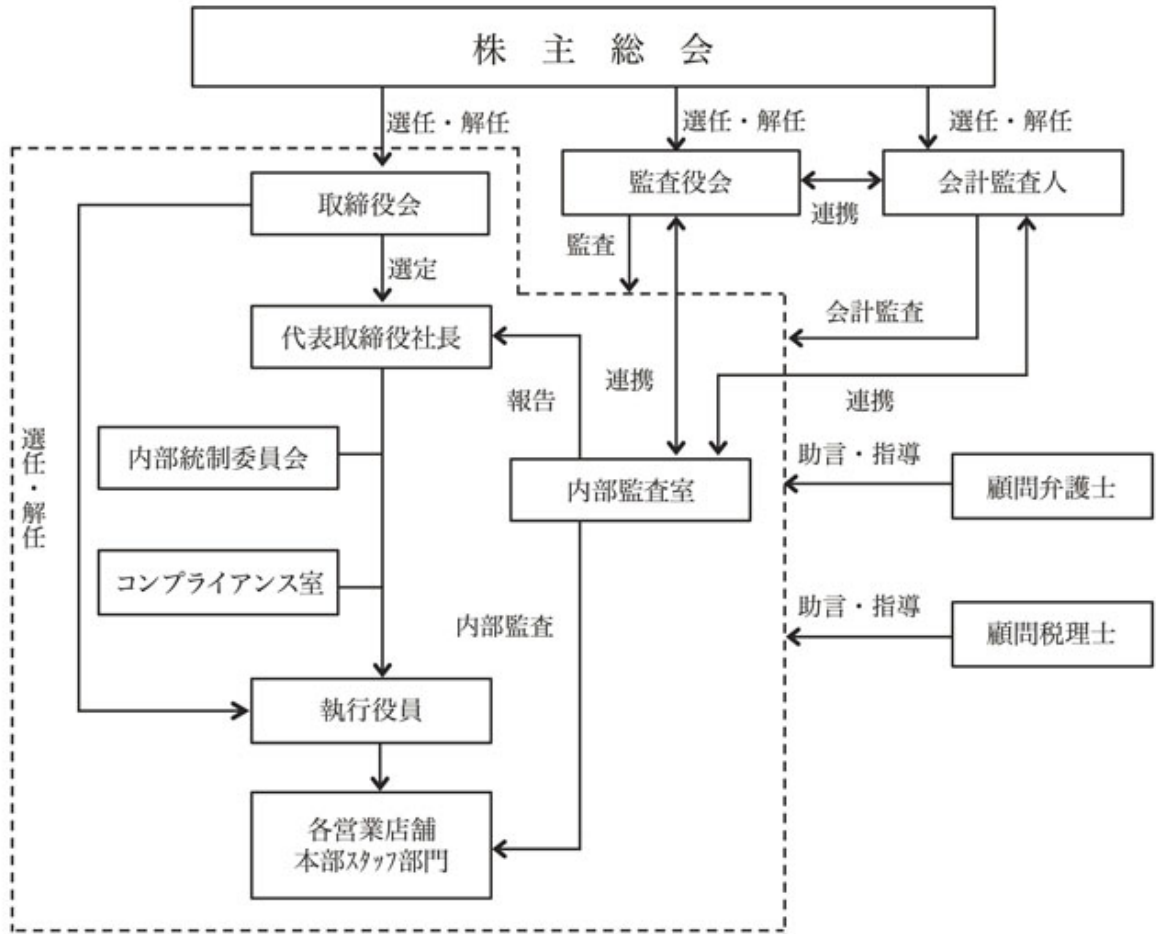 株主総会
選任・解任
選任・解任
選任・解任
取締役会
監査役会
連携
会計監査人
監査
選定
会計監査
代表取締役社長
報告
連携
連携
選任・解任
内部統制委員会
内部監査室
助言・指導
顧問弁護士
コンプライアンス室
内部監査
助言・指導
顧問税理士
執行役員
各営業店舗
本部ｽﾀｯﾌ部門